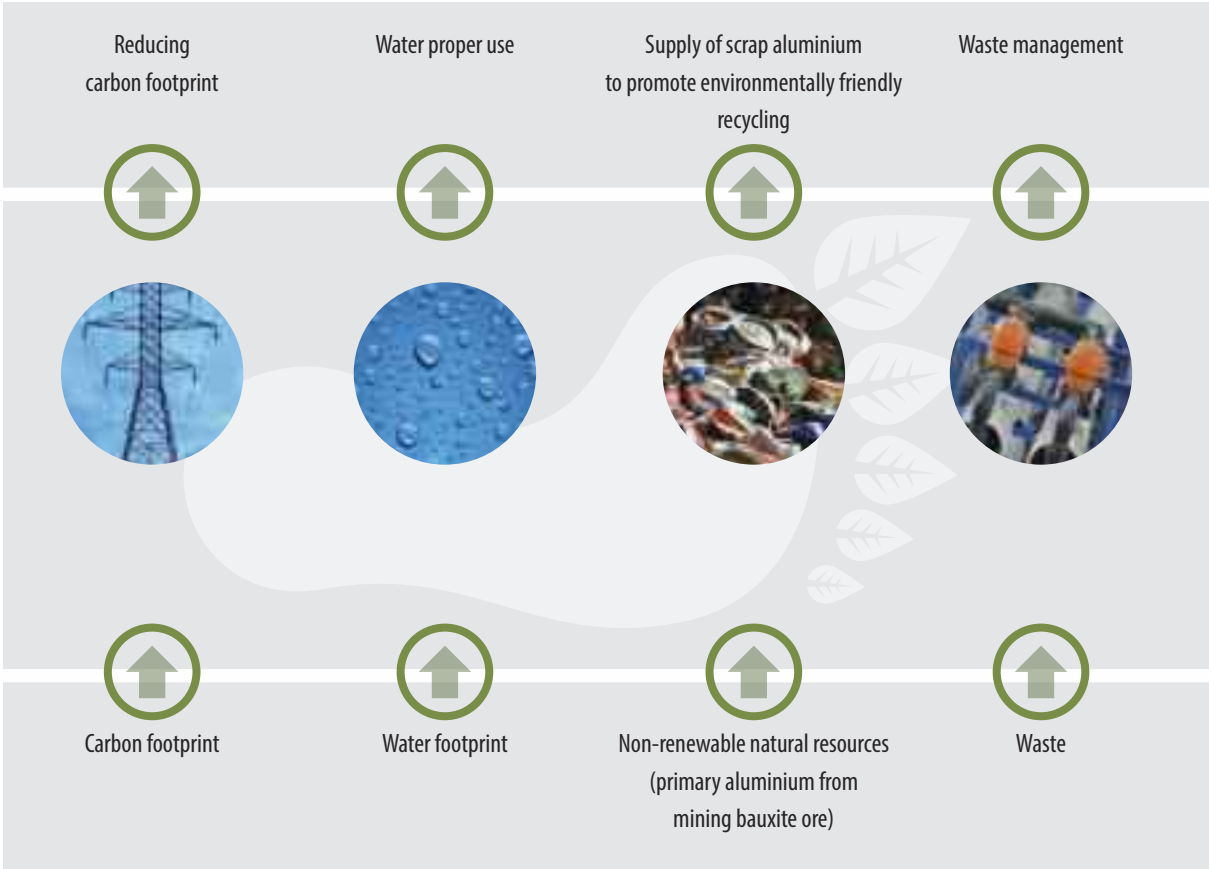 Reducing
carbon footprint
Water proper use
Supply of scrap aluminium
to promote environmentally friendly
recycling
Waste management
Carbon footprint
Water footprint
Non-renewable natural resources
(primary aluminium from
mining bauxite ore)
Waste